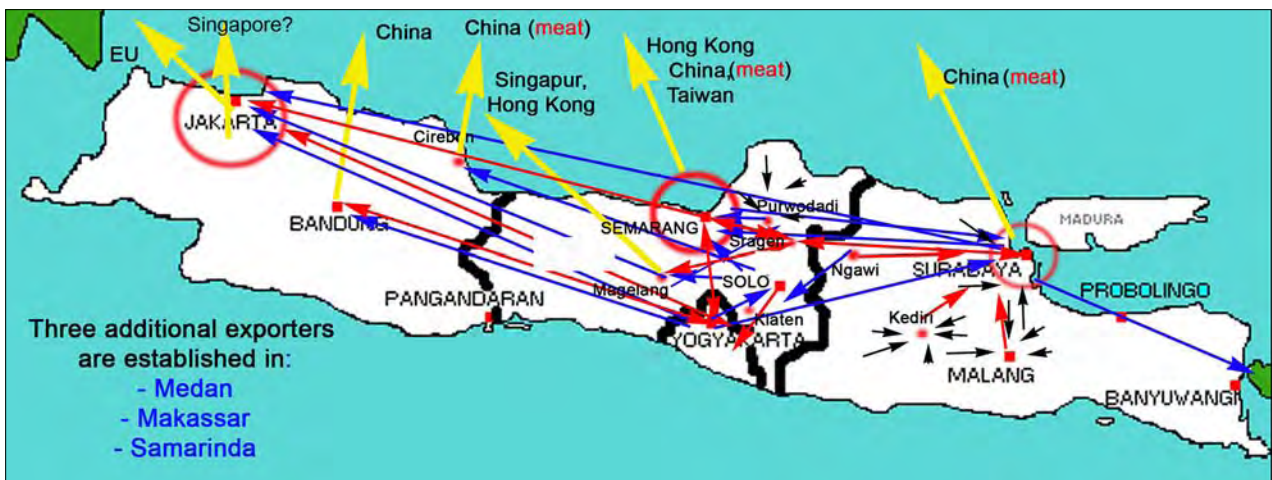 Singapore?
EU
China
China (meat)
Singapur,
Hong Kong
Hong Kong
China,(meat)
Taiwan
China (meat)
JAKARTA
Cirebon
BANDUNG
SEMARANG
Purwodadi
Sragen
MADURA
Magelang
SOLO
Ngawi
SURABAYA
PANGANDARAN
Klaten
YOGYAKARTA
Kediri
PROBOLINGO
MALANG
BANYUWANGI
Three additional exporters
are established in:
- Medan
- Makassar
- Samarinda